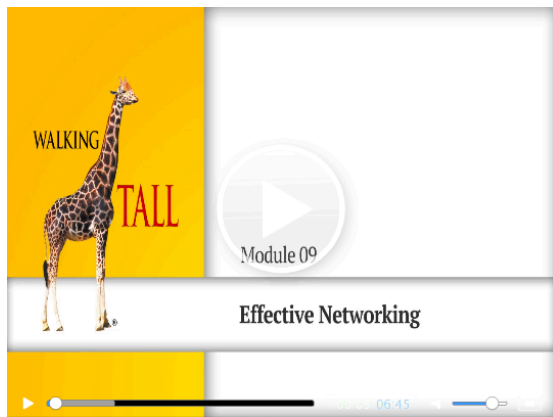 WALKING
TALL
®
Module 09
Effective Networking
06:45